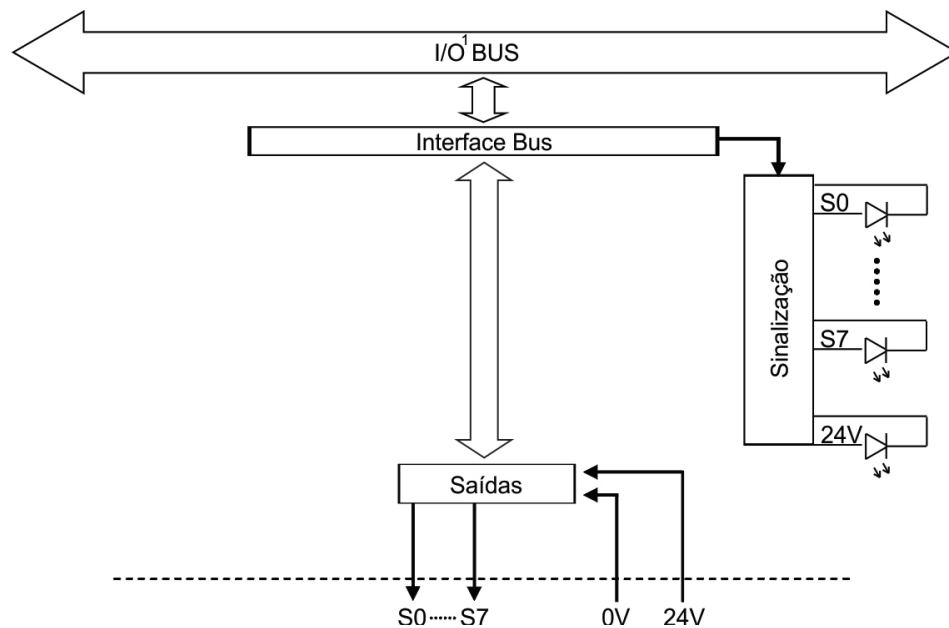 I/O¹ BUS
Interface Bus
S0
Sinalização
S7
24V
Saídas
S0 ...... S7 0V 24V